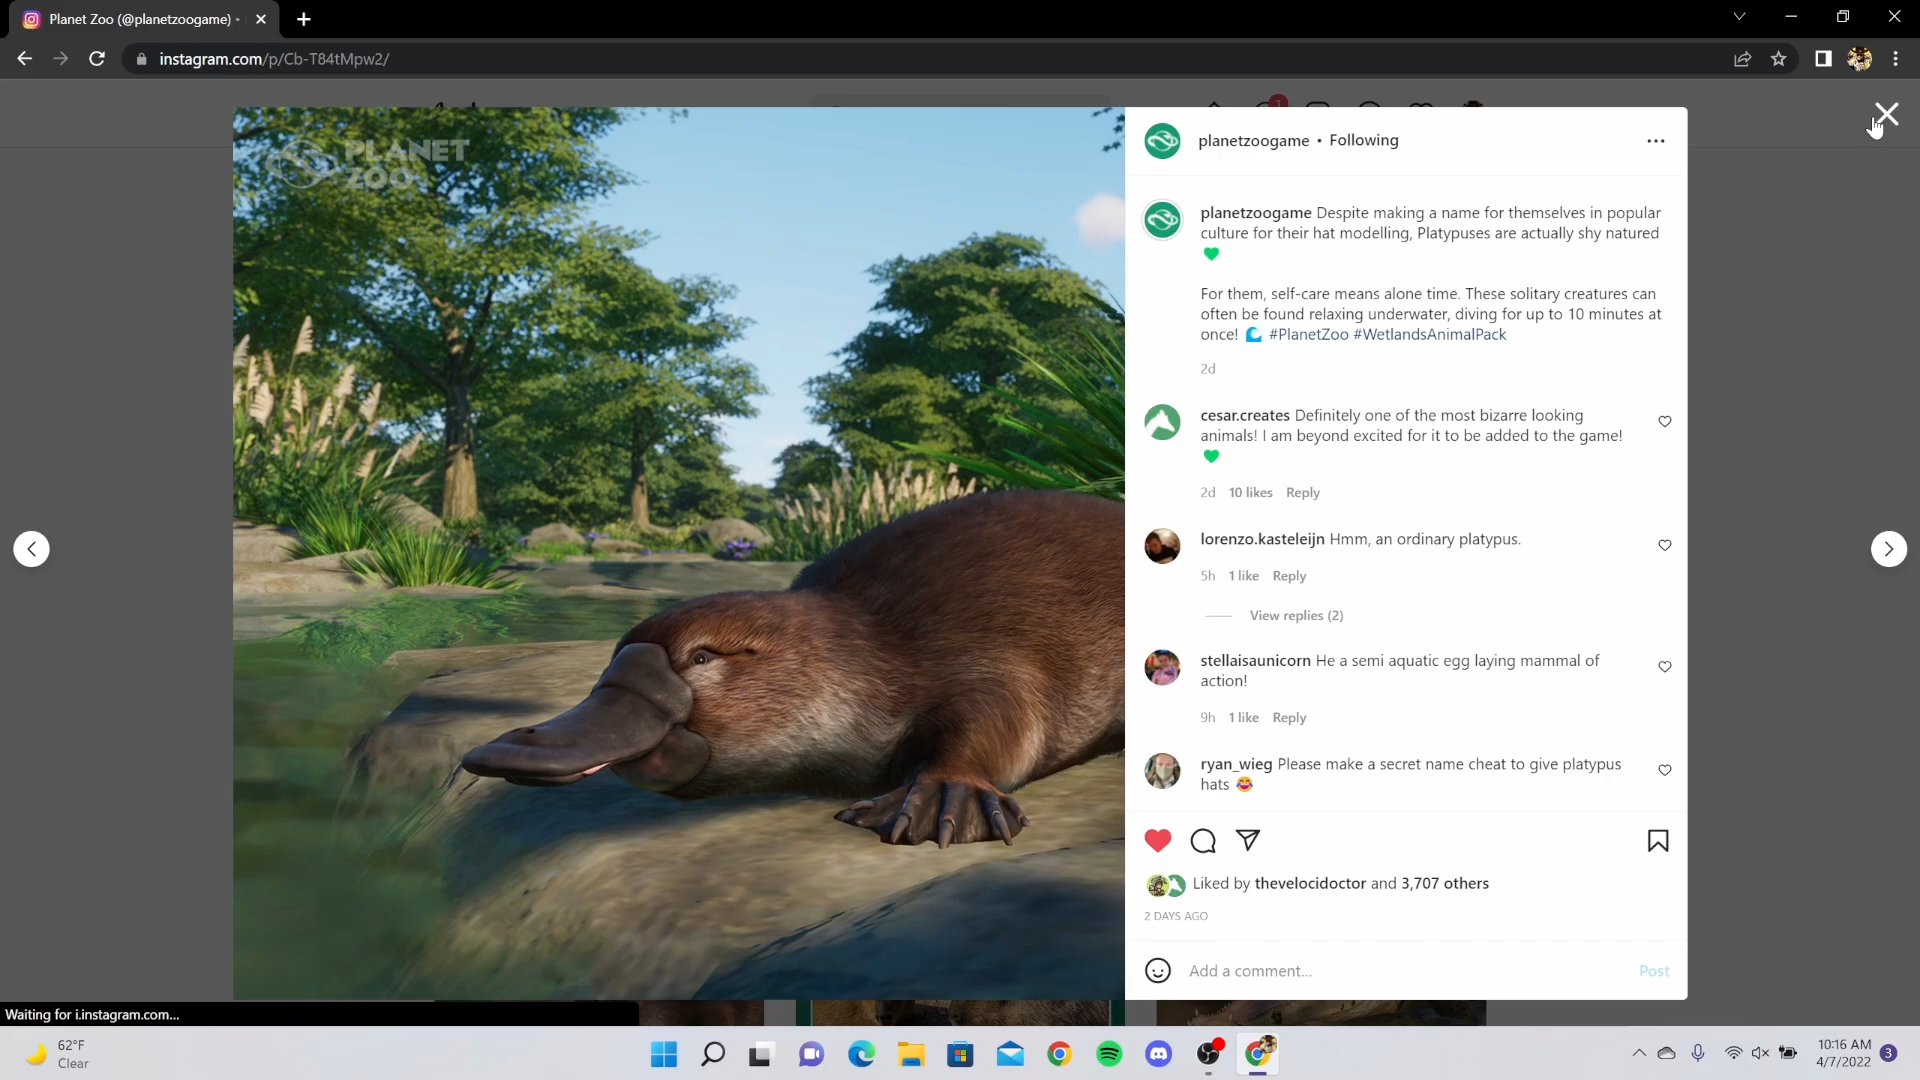 Planet Zoo (@planetzoogame) •
instagram.com/p/Cb-T84tMpw2/
1
PLANET
ZOO
planetzoogame • Following
planetzoogame Despite making a name for themselves in popular
culture for their hat modelling, Platypuses are actually shy natured
💚
For them, self-care means alone time. These solitary creatures can
often be found relaxing underwater, diving for up to 10 minutes at
once! 🌊 #PlanetZoo #WetlandsAnimalPack
2d
cesar.creates Definitely one of the most bizarre looking
animals! I am beyond excited for it to be added to the game!
💚
2d 10 likes Reply
lorenzo.kasteleijn Hmm, an ordinary platypus.
5h 1 like Reply
View replies (2)
stellaisaunicorn He a semi aquatic egg laying mammal of
action!
9h 1 like Reply
ryan_wieg Please make a secret name cheat to give platypus
hats 😂
Liked by thevelocidoctor and 3,707 others
2 DAYS AGO
Add a comment... Post
Waiting for i.instagram.com...
62°F
Clear
10:16 AM
4/7/2022
3